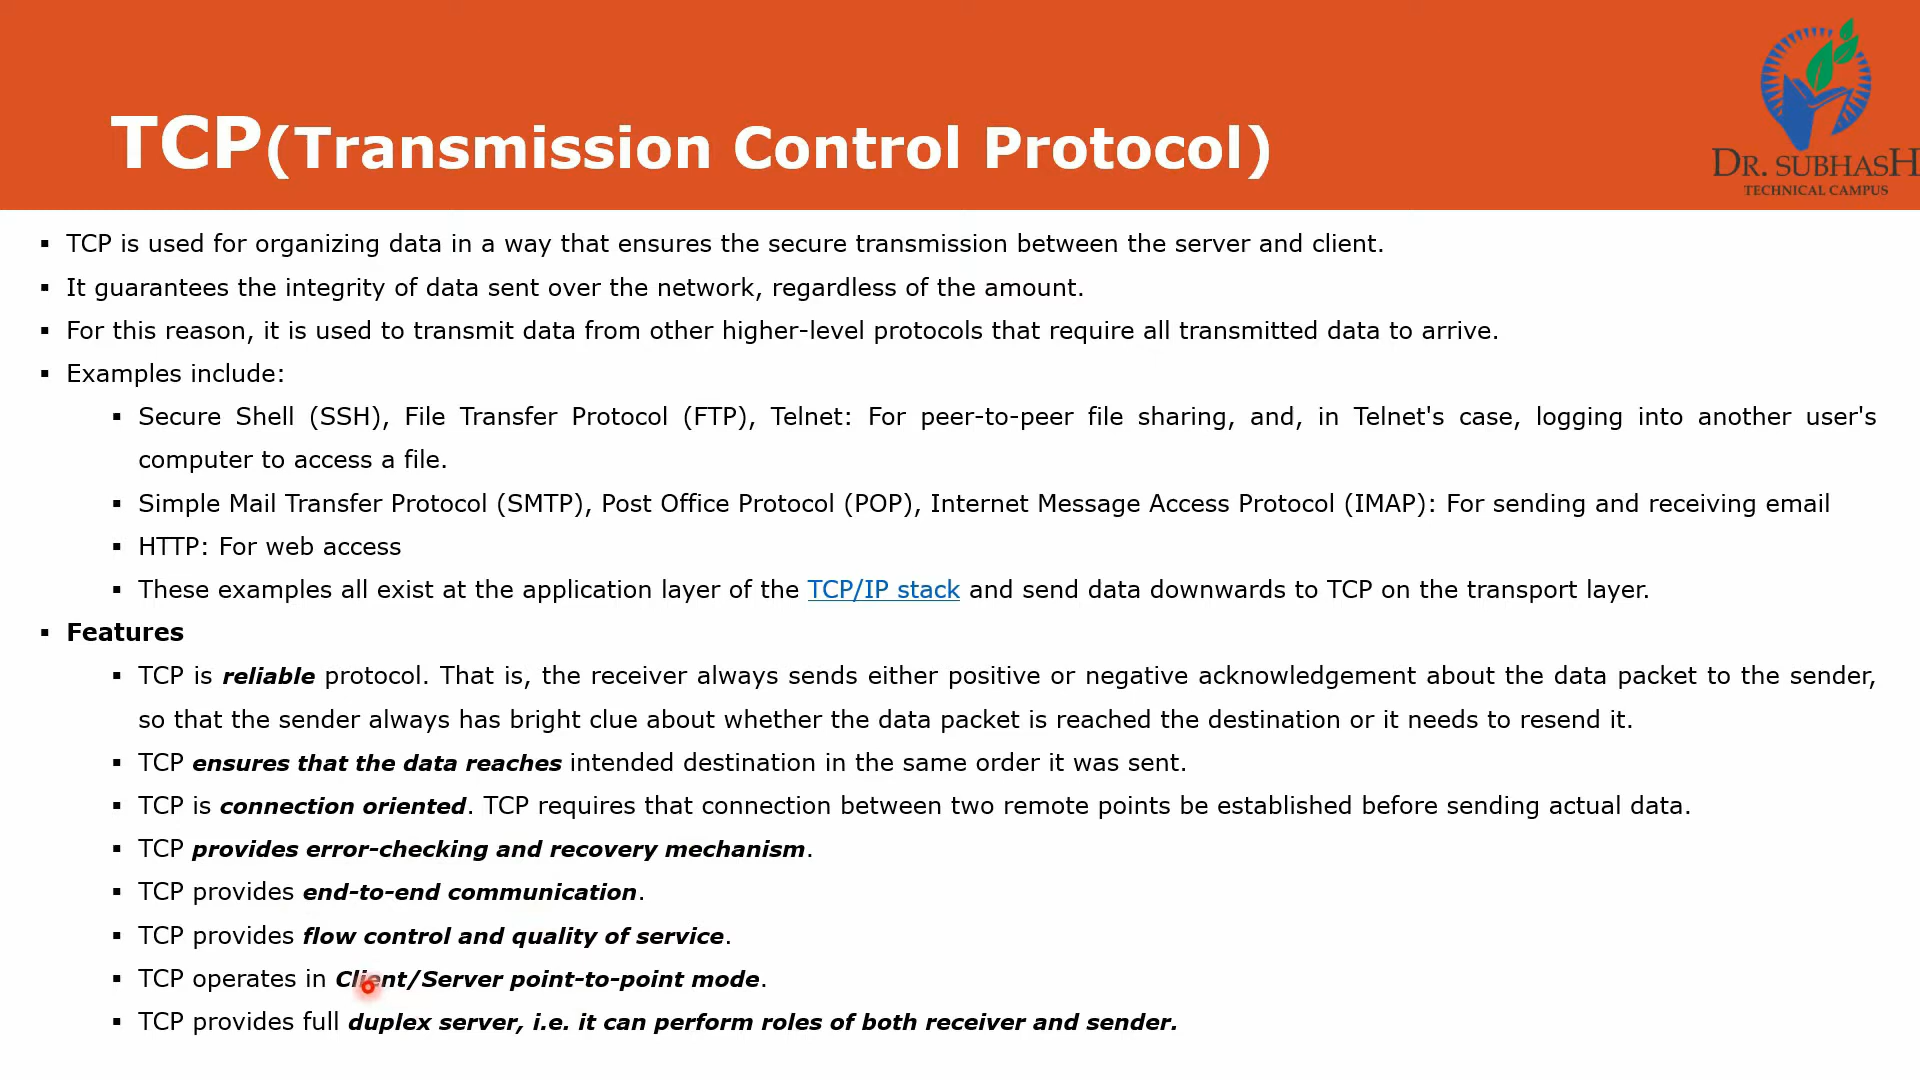 TCP(Transmission Control Protocol)
DR. SUBHASH
TECHNICAL CAMPUS
▪ TCP is used for organizing data in a way that ensures the secure transmission between the server and client.
▪ It guarantees the integrity of data sent over the network, regardless of the amount.
▪ For this reason, it is used to transmit data from other higher-level protocols that require all transmitted data to arrive.
▪ Examples include:
▪ Secure Shell (SSH), File Transfer Protocol (FTP), Telnet: For peer-to-peer file sharing, and, in Telnet's case, logging into another user's
computer to access a file.
▪ Simple Mail Transfer Protocol (SMTP), Post Office Protocol (POP), Internet Message Access Protocol (IMAP): For sending and receiving email
▪ HTTP: For web access
▪ These examples all exist at the application layer of the TCP/IP stack and send data downwards to TCP on the transport layer.
▪ Features
▪ TCP is reliable protocol. That is, the receiver always sends either positive or negative acknowledgement about the data packet to the sender,
so that the sender always has bright clue about whether the data packet is reached the destination or it needs to resend it.
▪ TCP ensures that the data reaches intended destination in the same order it was sent.
▪ TCP is connection oriented. TCP requires that connection between two remote points be established before sending actual data.
▪ TCP provides error-checking and recovery mechanism.
▪ TCP provides end-to-end communication.
▪ TCP provides flow control and quality of service.
▪ TCP operates in Client/Server point-to-point mode.
▪ TCP provides full duplex server, i.e. it can perform roles of both receiver and sender.